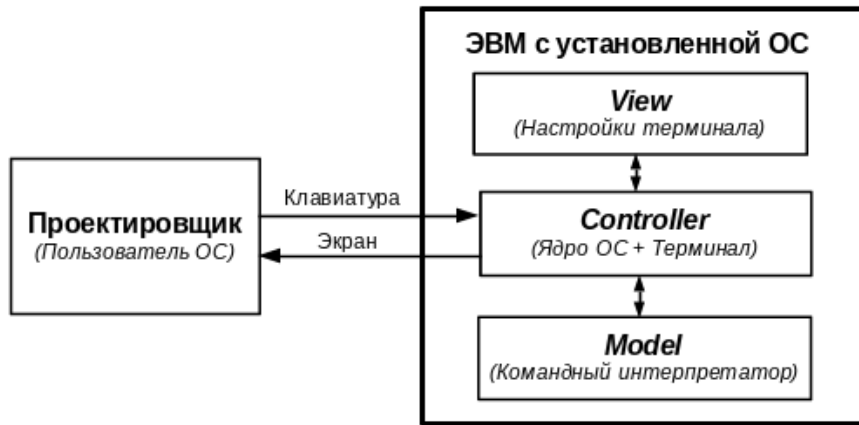 ЭВМ с установленной ОС
View
(Настройки терминала)
Проектировщик
(Пользователь ОС)
Клавиатура
Экран
Controller
(Ядро ОС + Терминал)
Model
(Командный интерпретатор)